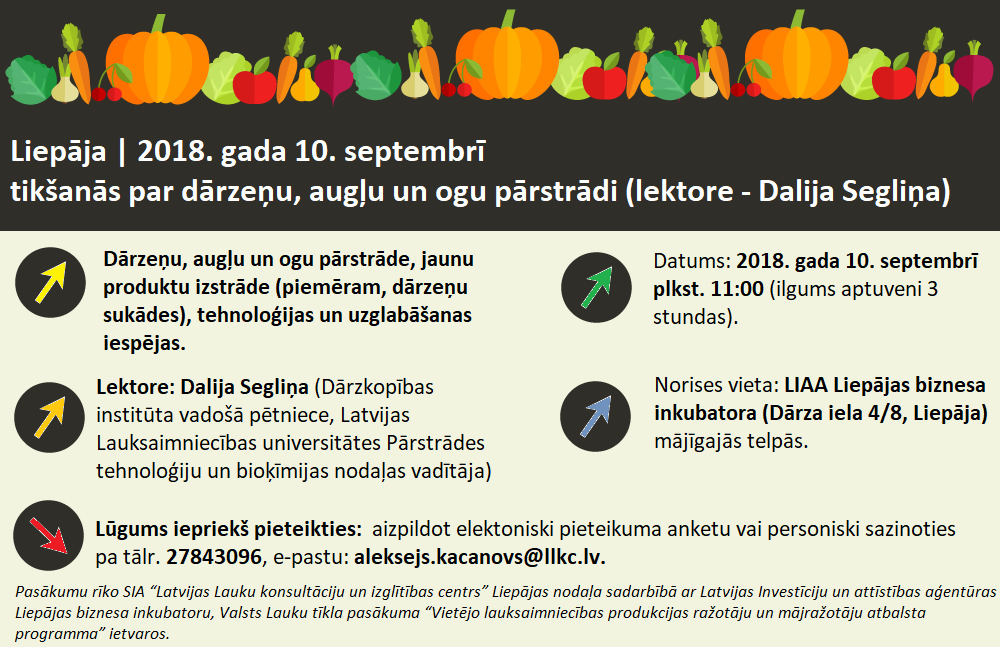 Liepāja | 2018. gada 10. septembrī
tikšanās par dārzeņu, augļu un ogu pārstrādi (lektore - Dalija Segliņa)
Dārzeņu, augļu un ogu pārstrāde, jaunu
produktu izstrāde (piemēram, dārzeņu
sukādes), tehnoloģijas un uzglabāšanas
iespējas.
Datums: 2018. gada 10. septembrī
plkst. 11:00 (ilgums aptuveni 3
stundas).
Lektore: Dalija Segliņa (Dārzkopības
institūta vadošā pētniece, Latvijas
Lauksaimniecības universitātes Pārstrādes
tehnoloģiju un bioķīmijas nodaļas vadītāja)
Norises vieta: LIAA Liepājas biznesa
inkubatora (Dārza iela 4/8, Liepāja)
mājīgajās telpās.
Lūgums iepriekš pieteikties:  aizpildot elektoniski pieteikuma anketu vai personiski sazinoties
pa tālr. 27843096, e-pastu: aleksejs.kacanovs@llkc.lv.
Pasākumu rīko SIA “Latvijas Lauku konsultāciju un izglītības centrs” Liepājas nodaļa sadarbībā ar Latvijas Investīciju un attīstības aģentūras
Liepājas biznesa inkubatoru, Valsts Lauku tīkla pasākuma “Vietējo lauksaimniecības produkcijas ražotāju un mājražotāju atbalsta
programma” ietvaros.